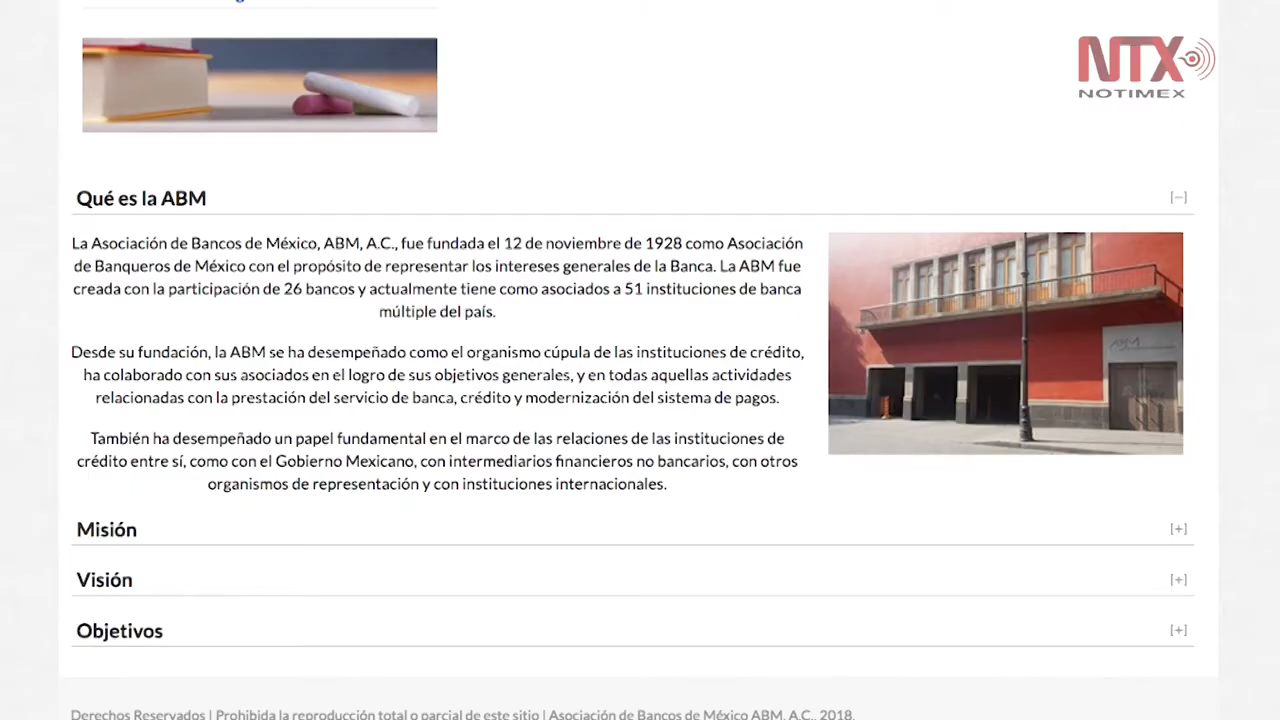 NTX
NOTIMEX
Qué es la ABM
[−]
La Asociación de Bancos de México, ABM, A.C., fue fundada el 12 de noviembre de 1928 como Asociación
de Banqueros de México con el propósito de representar los intereses generales de la Banca. La ABM fue
creada con la participación de 26 bancos y actualmente tiene como asociados a 51 instituciones de banca
múltiple del país.
Desde su fundación, la ABM se ha desempeñado como el organismo cúpula de las instituciones de crédito,
ha colaborado con sus asociados en el logro de sus objetivos generales, y en todas aquellas actividades
relacionadas con la prestación del servicio de banca, crédito y modernización del sistema de pagos.
También ha desempeñado un papel fundamental en el marco de las relaciones de las instituciones de
crédito entre sí, como con el Gobierno Mexicano, con intermediarios financieros no bancarios, con otros
organismos de representación y con instituciones internacionales.
ABM
Misión
[+]
Visión
[+]
Objetivos
[+]
Derechos Reservados | Prohibida la reproducción total o parcial de este sitio | Asociación de Bancos de México ABM, A.C., 2018.